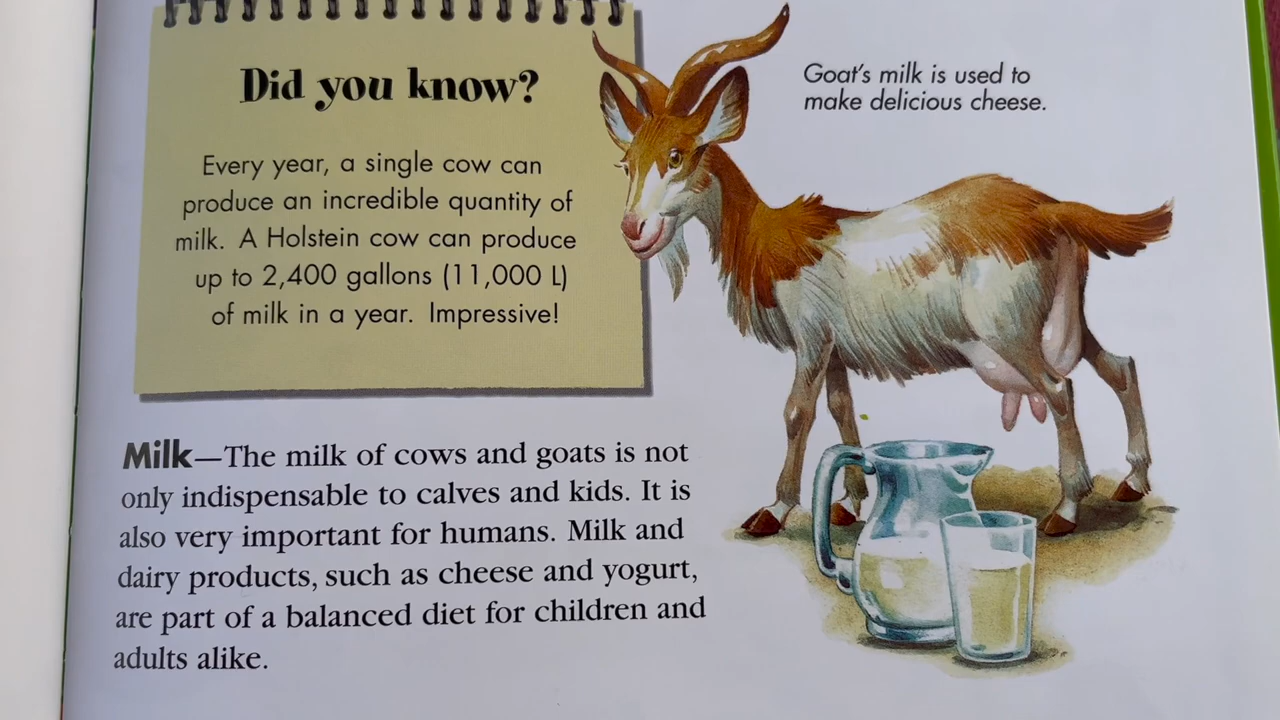 Did you know?
Every year, a single cow can
produce an incredible quantity of
milk. A Holstein cow can produce
up to 2,400 gallons (11,000 L)
of milk in a year. Impressive!
Goat's milk is used to
make delicious cheese.
Milk—The milk of cows and goats is not
only indispensable to calves and kids. It is
also very important for humans. Milk and
dairy products, such as cheese and yogurt,
are part of a balanced diet for children and
adults alike.